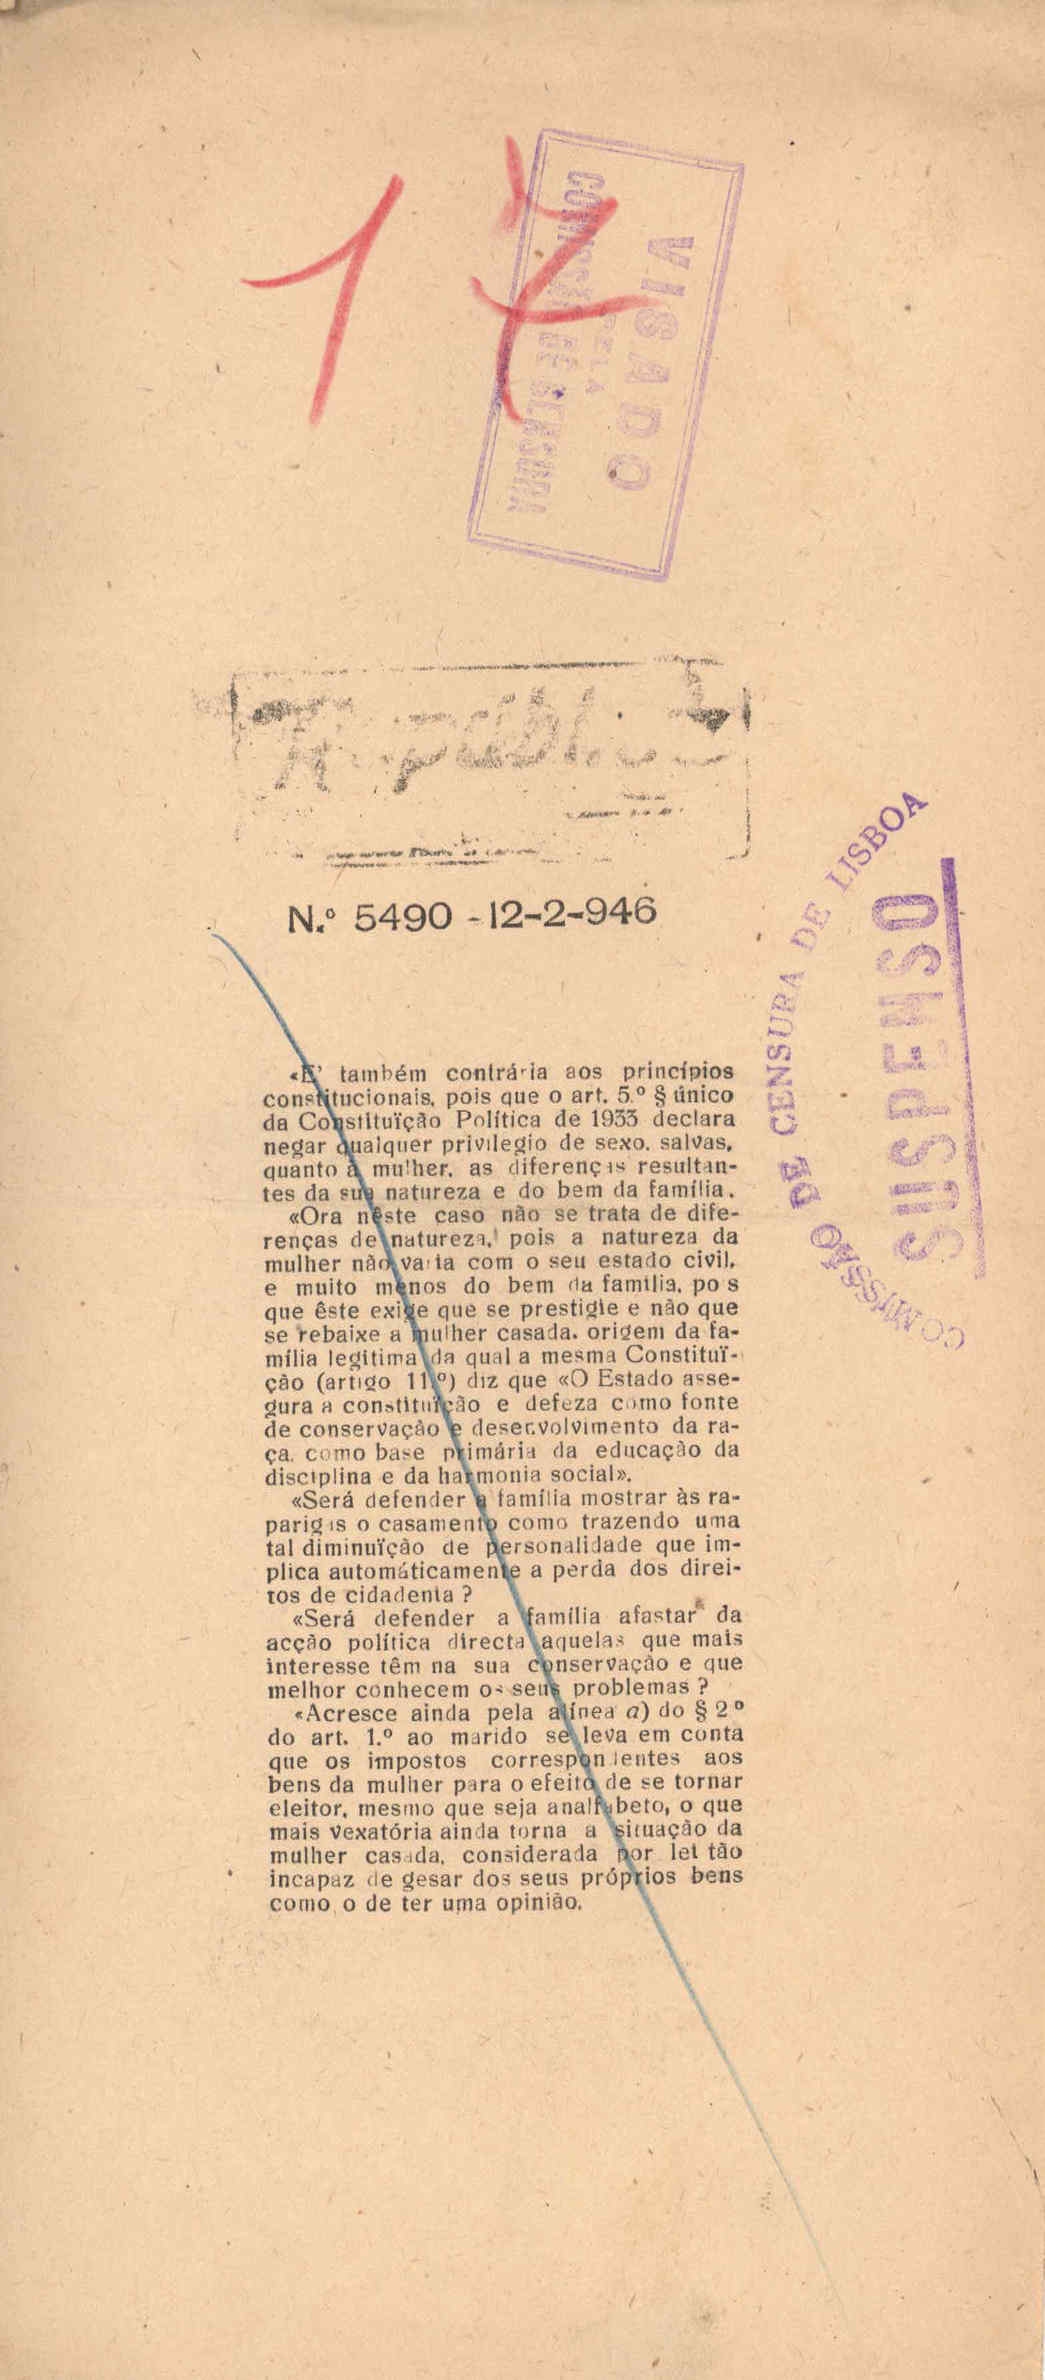 17
VISADO
PELA
COMISSÃO DE CENSURA
República
N.º 5490 - 12-2-946
COMISSÃO DE CENSURA DE LISBOA
SUSPENSO
«E' também contrária aos princípios
constitucionais, pois que o art. 5.º § único
da Constituïção Política de 1933 declara
negar qualquer privilegio de sexo, salvas,
quanto à mulher, as diferenças resultan-
tes da sua natureza e do bem da família.
«Ora neste caso não se trata de dife-
renças de natureza, pois a natureza da
mulher não varia com o seu estado civil,
e muito menos do bem da família, pois
que êste exige que se prestigie e não que
se rebaixe a mulher casada, origem da fa-
mília legitima da qual a mesma Constituï-
ção (artigo 11.º) diz que «O Estado asse-
gura a constituïção e defeza como fonte
de conservação e desenvolvimento da ra-
ça, como base primária da educação da
disciplina e da harmonia social».
«Será defender a família mostrar às ra-
parigas o casamento como trazendo uma
tal diminuïção de personalidade que im-
plica automáticamente a perda dos direi-
tos de cidadenia ?
«Será defender a família afastar da
acção política directa aquelas que mais
interesse têm na sua conservação e que
melhor conhecem os seus problemas ?
«Acresce ainda pela alínea a) do § 2º
do art. 1.º ao marido se leva em conta
que os impostos correspondentes aos
bens da mulher para o efeito de se tornar
eleitor, mesmo que seja analfabeto, o que
mais vexatória ainda torna a situação da
mulher casada, considerada por lei tão
incapaz de gesar dos seus próprios bens
como o de ter uma opinião.